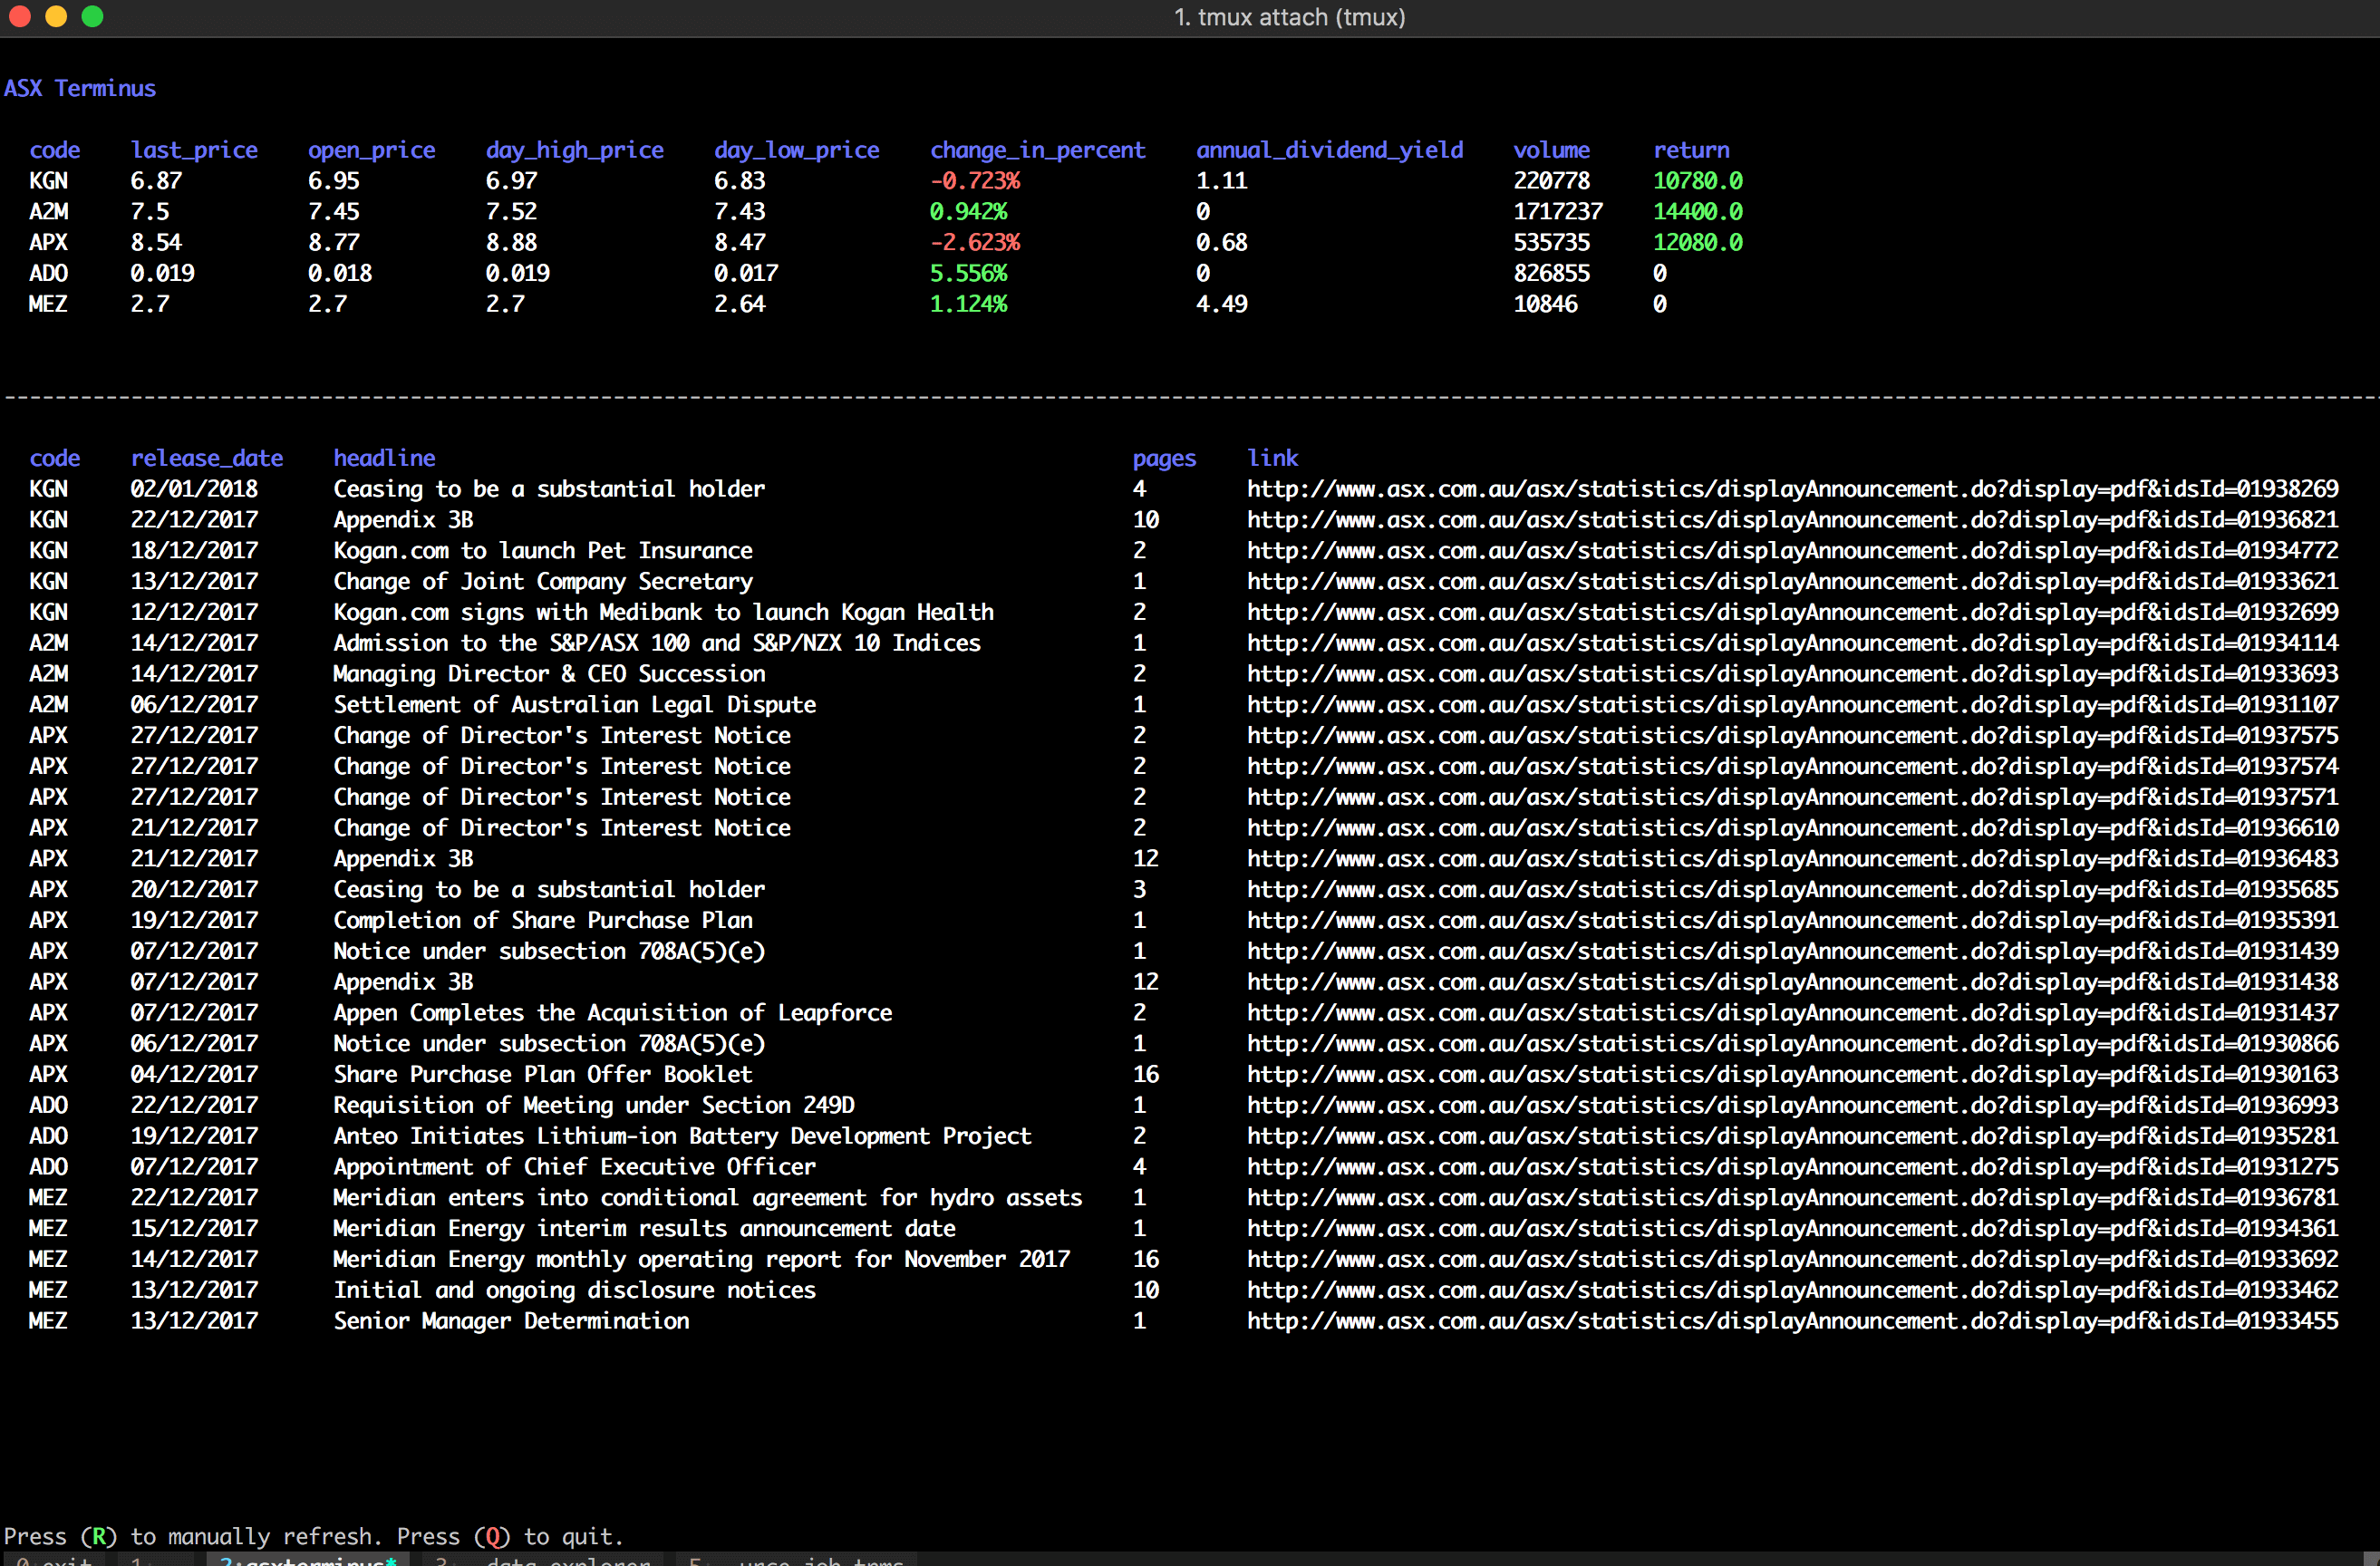 1. tmux attach (tmux)
ASX Terminus
code last_price open_price day_high_price day_low_price change_in_percent annual_dividend_yield volume return
KGN 6.87 6.95 6.97 6.83 -0.723% 1.11 220778 10780.0
A2M 7.5 7.45 7.52 7.43 0.942% 0 1717237 14400.0
APX 8.54 8.77 8.88 8.47 -2.623% 0.68 535735 12080.0
ADO 0.019 0.018 0.019 0.017 5.556% 0 826855 0
MEZ 2.7 2.7 2.7 2.64 1.124% 4.49 10846 0
code release_date headline pages link
KGN 02/01/2018 Ceasing to be a substantial holder 4 http://www.asx.com.au/asx/statistics/displayAnnouncement.do?display=pdf&idsId=01938269
KGN 22/12/2017 Appendix 3B 10 http://www.asx.com.au/asx/statistics/displayAnnouncement.do?display=pdf&idsId=01936821
KGN 18/12/2017 Kogan.com to launch Pet Insurance 2 http://www.asx.com.au/asx/statistics/displayAnnouncement.do?display=pdf&idsId=01934772
KGN 13/12/2017 Change of Joint Company Secretary 1 http://www.asx.com.au/asx/statistics/displayAnnouncement.do?display=pdf&idsId=01933621
KGN 12/12/2017 Kogan.com signs with Medibank to launch Kogan Health 2 http://www.asx.com.au/asx/statistics/displayAnnouncement.do?display=pdf&idsId=01932699
A2M 14/12/2017 Admission to the S&P/ASX 100 and S&P/NZX 10 Indices 1 http://www.asx.com.au/asx/statistics/displayAnnouncement.do?display=pdf&idsId=01934114
A2M 14/12/2017 Managing Director & CEO Succession 2 http://www.asx.com.au/asx/statistics/displayAnnouncement.do?display=pdf&idsId=01933693
A2M 06/12/2017 Settlement of Australian Legal Dispute 1 http://www.asx.com.au/asx/statistics/displayAnnouncement.do?display=pdf&idsId=01931107
APX 27/12/2017 Change of Director's Interest Notice 2 http://www.asx.com.au/asx/statistics/displayAnnouncement.do?display=pdf&idsId=01937575
APX 27/12/2017 Change of Director's Interest Notice 2 http://www.asx.com.au/asx/statistics/displayAnnouncement.do?display=pdf&idsId=01937574
APX 27/12/2017 Change of Director's Interest Notice 2 http://www.asx.com.au/asx/statistics/displayAnnouncement.do?display=pdf&idsId=01937571
APX 21/12/2017 Change of Director's Interest Notice 2 http://www.asx.com.au/asx/statistics/displayAnnouncement.do?display=pdf&idsId=01936610
APX 21/12/2017 Appendix 3B 12 http://www.asx.com.au/asx/statistics/displayAnnouncement.do?display=pdf&idsId=01936483
APX 20/12/2017 Ceasing to be a substantial holder 3 http://www.asx.com.au/asx/statistics/displayAnnouncement.do?display=pdf&idsId=01935685
APX 19/12/2017 Completion of Share Purchase Plan 1 http://www.asx.com.au/asx/statistics/displayAnnouncement.do?display=pdf&idsId=01935391
APX 07/12/2017 Notice under subsection 708A(5)(e) 1 http://www.asx.com.au/asx/statistics/displayAnnouncement.do?display=pdf&idsId=01931439
APX 07/12/2017 Appendix 3B 12 http://www.asx.com.au/asx/statistics/displayAnnouncement.do?display=pdf&idsId=01931438
APX 07/12/2017 Appen Completes the Acquisition of Leapforce 2 http://www.asx.com.au/asx/statistics/displayAnnouncement.do?display=pdf&idsId=01931437
APX 06/12/2017 Notice under subsection 708A(5)(e) 1 http://www.asx.com.au/asx/statistics/displayAnnouncement.do?display=pdf&idsId=01930866
APX 04/12/2017 Share Purchase Plan Offer Booklet 16 http://www.asx.com.au/asx/statistics/displayAnnouncement.do?display=pdf&idsId=01930163
ADO 22/12/2017 Requisition of Meeting under Section 249D 1 http://www.asx.com.au/asx/statistics/displayAnnouncement.do?display=pdf&idsId=01936993
ADO 19/12/2017 Anteo Initiates Lithium-ion Battery Development Project 2 http://www.asx.com.au/asx/statistics/displayAnnouncement.do?display=pdf&idsId=01935281
ADO 07/12/2017 Appointment of Chief Executive Officer 4 http://www.asx.com.au/asx/statistics/displayAnnouncement.do?display=pdf&idsId=01931275
MEZ 22/12/2017 Meridian enters into conditional agreement for hydro assets 1 http://www.asx.com.au/asx/statistics/displayAnnouncement.do?display=pdf&idsId=01936781
MEZ 15/12/2017 Meridian Energy interim results announcement date 1 http://www.asx.com.au/asx/statistics/displayAnnouncement.do?display=pdf&idsId=01934361
MEZ 14/12/2017 Meridian Energy monthly operating report for November 2017 16 http://www.asx.com.au/asx/statistics/displayAnnouncement.do?display=pdf&idsId=01933692
MEZ 13/12/2017 Initial and ongoing disclosure notices 10 http://www.asx.com.au/asx/statistics/displayAnnouncement.do?display=pdf&idsId=01933462
MEZ 13/12/2017 Senior Manager Determination 1 http://www.asx.com.au/asx/statistics/displayAnnouncement.do?display=pdf&idsId=01933455
Press (R) to manually refresh. Press (Q) to quit.
0:exit 2:asxterminus*